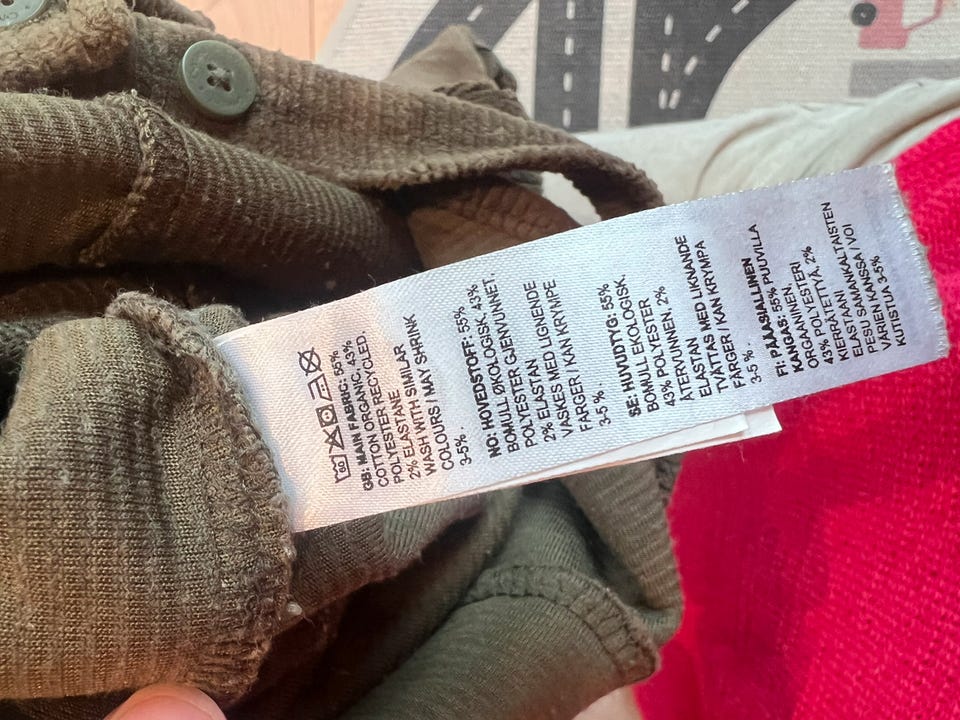 60
GB: MAIN FABRIC: 55%
COTTON ORGANIC, 43%
POLYESTER RECYCLED,
2% ELASTANE
WASH WITH SIMILAR
COLOURS / MAY SHRINK
3-5% .
NO: HOVEDSTOFF: 55%
BOMULL ØKOLOGISK, 43%
POLYESTER GJENVUNNET,
2% ELASTAN
VASKES MED LIGNENDE
FARGER / KAN KRYMPE
3-5 % .
SE: HUVUDTYG: 55%
BOMULL EKOLOGISK,
43% POLYESTER
ÅTERVUNNEN, 2%
ELASTAN
TVÄTTAS MED LIKNANDE
FÄRGER / KAN KRYMPA
3-5 % .
FI: PÄÄASIALLINEN
KANGAS: 55% PUUVILLA
ORGAANINEN,
43% POLYESTERI
KIERRÄTETTYÄ, 2%
ELASTAANI
PESU SAMANKALTAISTEN
VÄRIEN KANSSA / VOI
KUTISTUA 3-5%